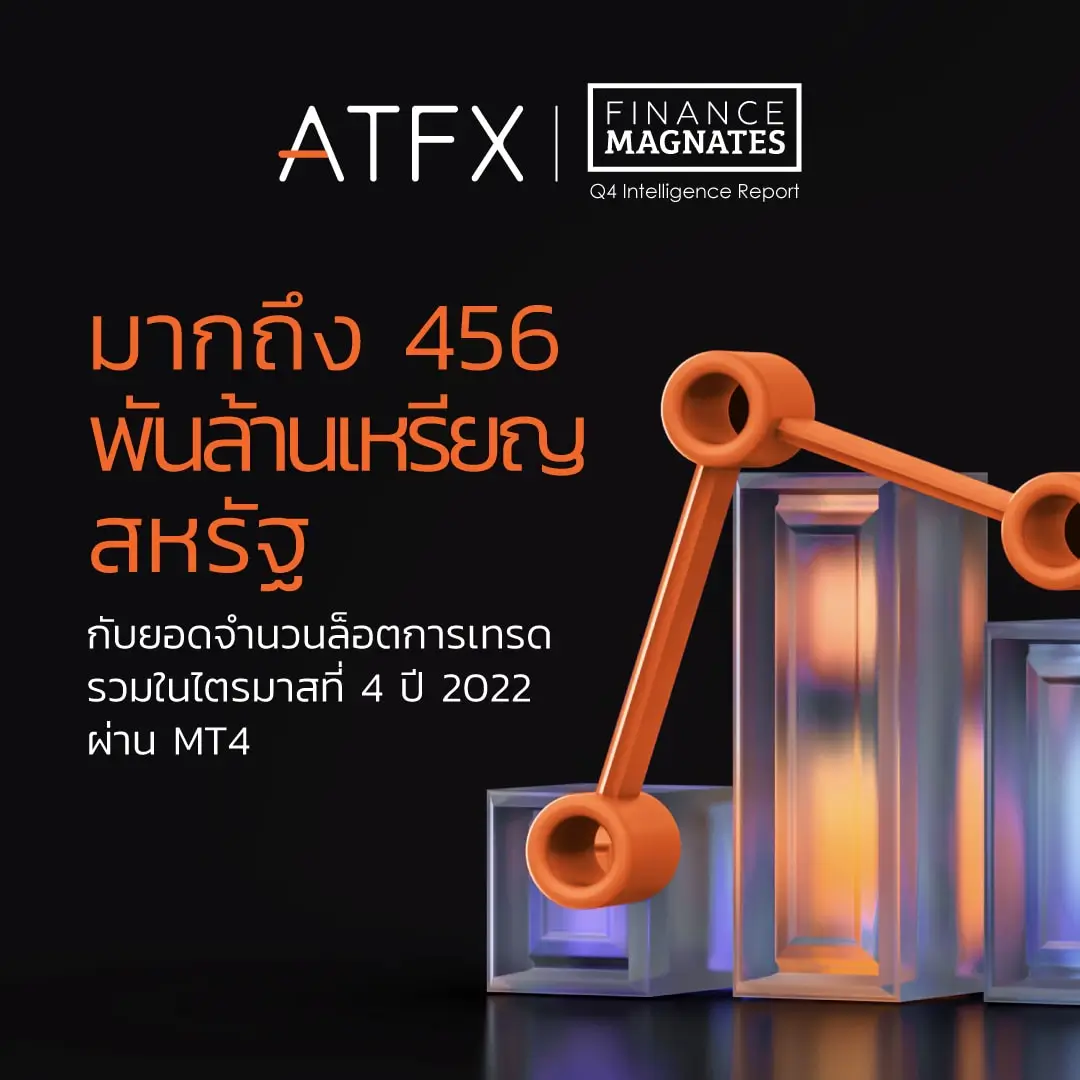 ATFX
FINANCE
MAGNATES
Q4 Intelligence Report
มากถึง 456
พันล้านเหรียญ
สหรัฐ
กับยอดจำนวนล็อตการเทรด
รวมในไตรมาสที่ 4 ปี 2022
ผ่าน MT4